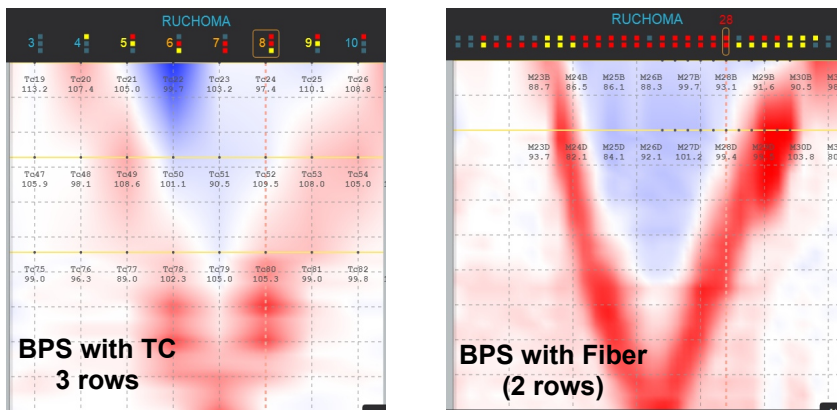 RUCHOMA
3 4 5 6 7 8 9 10
Tc19 Tc20 Tc21 Tc22 Tc23 Tc24 Tc25 Tc26
113.2 107.4 105.0 99.7 103.2 97.4 110.1 108.8
Tc47 Tc48 Tc49 Tc50 Tc51 Tc52 Tc53 Tc54
105.9 98.1 108.6 101.1 90.5 109.5 108.0 105.0
Tc75 Tc76 Tc77 Tc78 Tc79 Tc80 Tc81 Tc82
99.0 96.3 89.0 102.3 105.0 105.3 99.0 99.8
BPS with TC
3 rows
RUCHOMA
28
M23B M24B M25B M26B M27B M28B M29B M30B
88.7 86.5 86.1 88.3 99.7 93.1 91.6 90.5
M23D M24D M25D M26D M27D M28D M30D
93.7 82.1 84.1 92.1 101.2 99.4 103.8
BPS with Fiber
(2 rows)